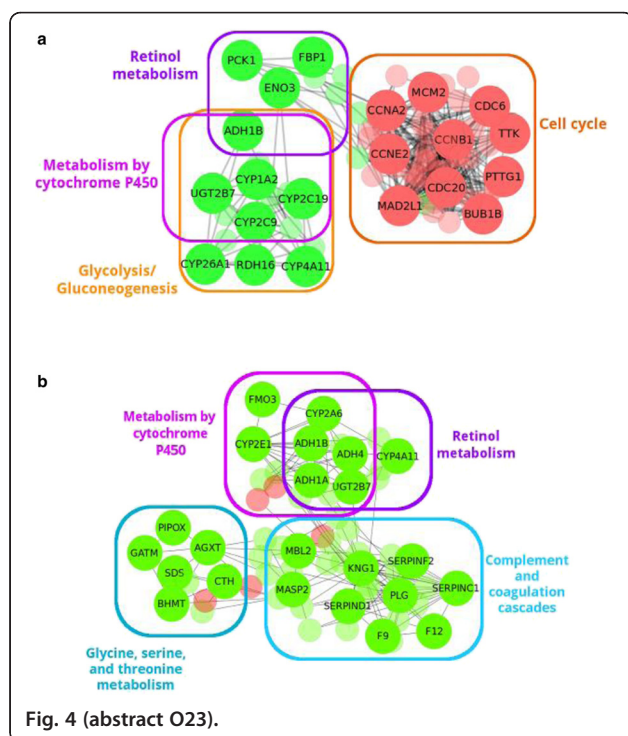 a
Retinol
metabolism
PCK1
FBP1
ENO3
ADH1B
Metabolism by
cytochrome P450
UGT2B7
CYP1A2
CYP2C19
CYP2C9
CYP26A1
RDH16
CYP4A11
Glycolysis/
Gluconeogenesis
MCM2
CDC6
CCNA2
TTK
CCNB1
CCNE2
PTTG1
CDC20
MAD2L1
BUB1B
Cell cycle
b
Metabolism by
cytochrome
P450
FMO3
CYP2A6
CYP2E1
ADH1B
ADH4
CYP4A11
ADH1A
UGT2B7
Retinol
metabolism
PIPOX
GATM
AGXT
SDS
CTH
BHMT
Glycine, serine,
and threonine
metabolism
MBL2
KNG1
SERPINF2
MASP2
PLG
SERPINC1
SERPIND1
F9
F12
Complement
and
coagulation
cascades
Fig. 4 (abstract O23).